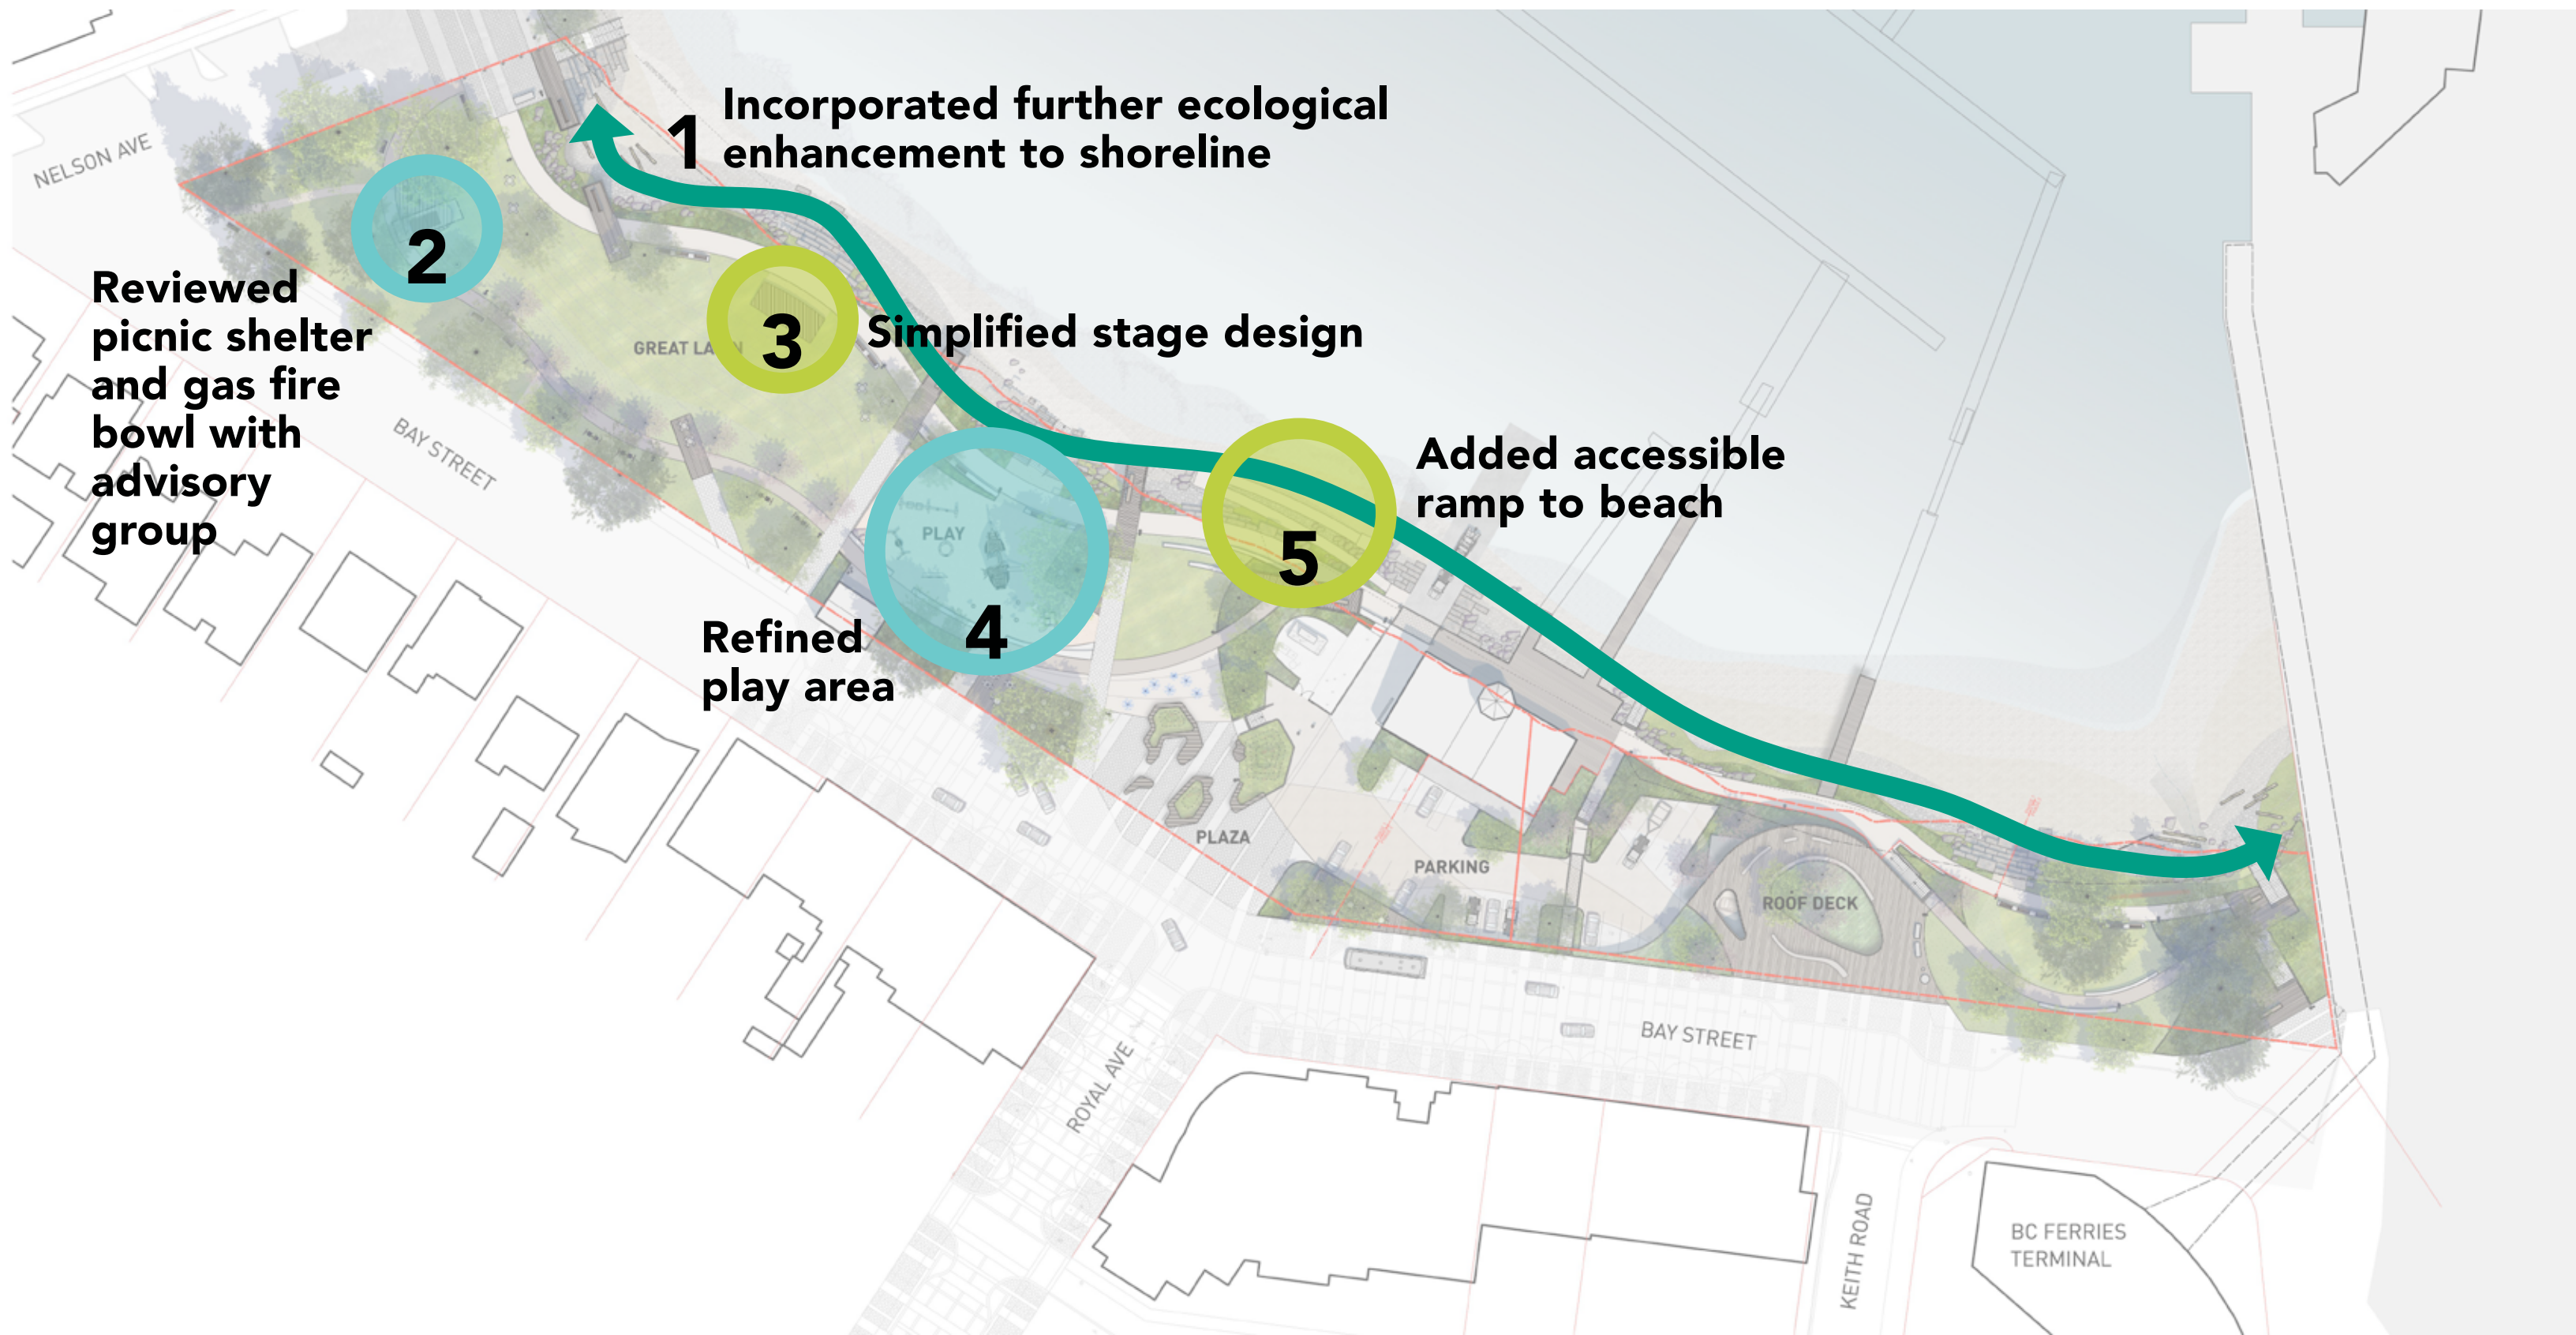 1
Incorporated further ecological
enhancement to shoreline
NELSON AVE
2
Reviewed
picnic shelter
and gas fire
bowl with
advisory
group
3
Simplified stage design
GREAT LAWN
BAY STREET
Added accessible
ramp to beach
5
PLAY
4
Refined
play area
PLAZA
PARKING
ROOF DECK
BAY STREET
ROYAL AVE
KEITH ROAD
BC FERRIES
TERMINAL